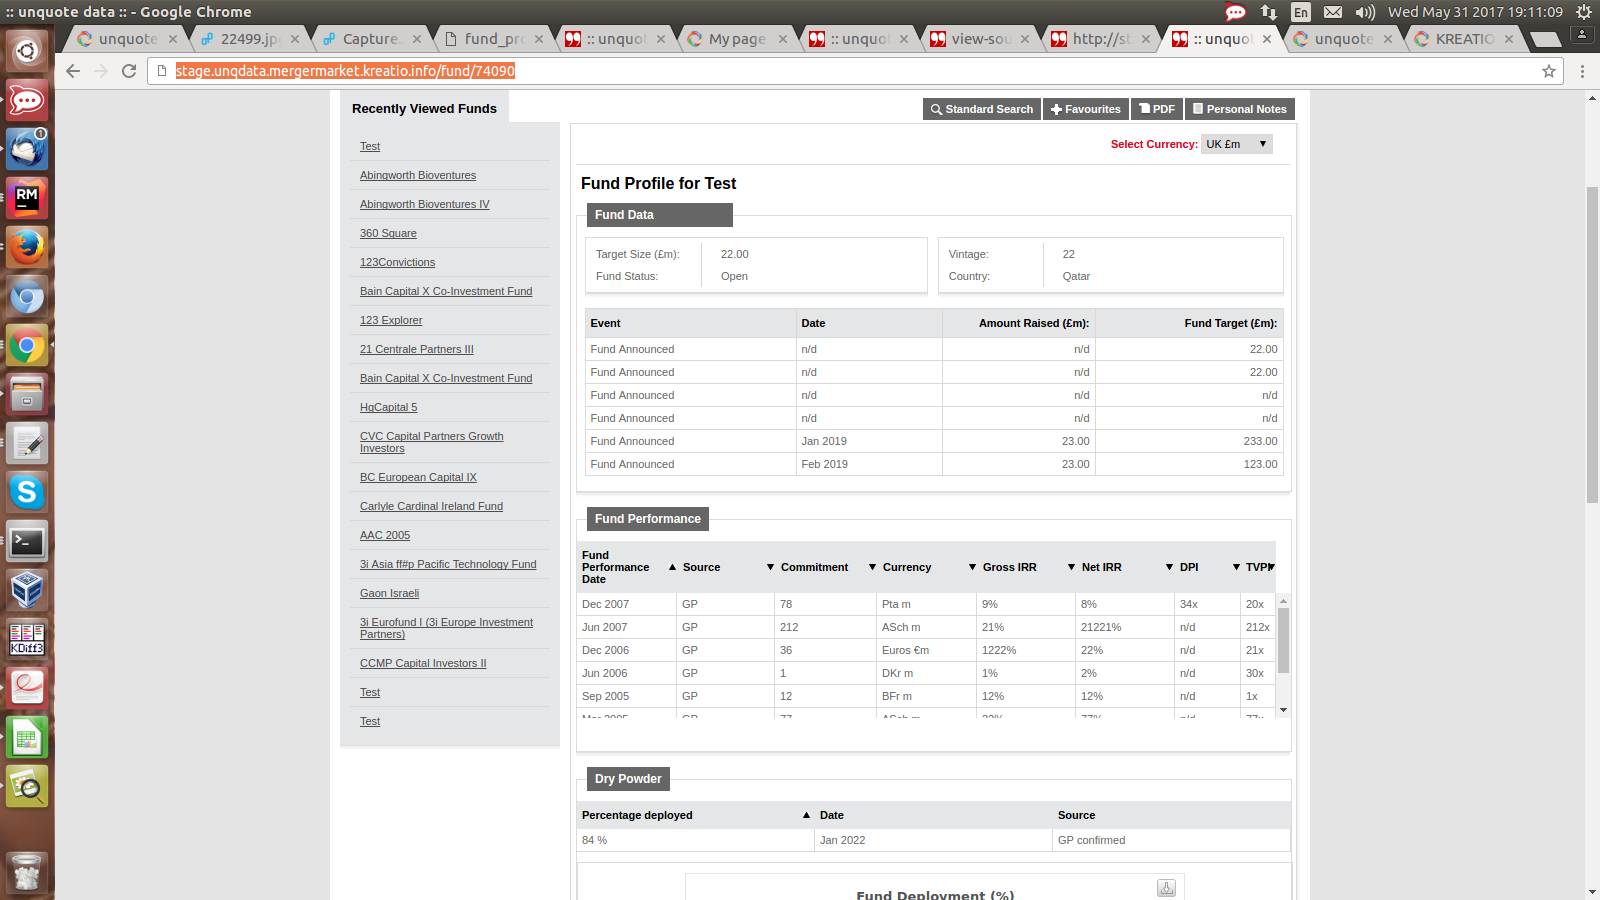 :: unquote data :: - Google Chrome
En
Wed May 31 2017 19:11:09
unquote
22499.jp
Capture.
fund_pro
:: unquo
My page
:: unquo
view-sou
http://st
:: unquo
unquote
KREATIO
stage.unqdata.mergermarket.kreatio.info/fund/74090
Recently Viewed Funds
Test
Abingworth Bioventures
Abingworth Bioventures IV
360 Square
123Convictions
Bain Capital X Co-Investment Fund
123 Explorer
21 Centrale Partners III
Bain Capital X Co-Investment Fund
HgCapital 5
CVC Capital Partners Growth
Investors
BC European Capital IX
Carlyle Cardinal Ireland Fund
AAC 2005
3i Asia ff#p Pacific Technology Fund
Gaon Israeli
3i Eurofund I (3i Europe Investment
Partners)
CCMP Capital Investors II
Test
Test
Standard Search Favourites PDF Personal Notes
Select Currency: UK £m
Fund Profile for Test
Fund Data
Target Size (£m): 22.00
Fund Status: Open
Vintage: 22
Country: Qatar
Event Date Amount Raised (£m): Fund Target (£m):
Fund Announced n/d n/d 22.00
Fund Announced n/d n/d 22.00
Fund Announced n/d n/d n/d
Fund Announced n/d n/d n/d
Fund Announced Jan 2019 23.00 233.00
Fund Announced Feb 2019 23.00 123.00
Fund Performance
Fund
Performance
Date
Source Commitment Currency Gross IRR Net IRR DPI TVPI
Dec 2007 GP 78 Pta m 9% 8% 34x 20x
Jun 2007 GP 212 ASch m 21% 21221% n/d 212x
Dec 2006 GP 36 Euros €m 1222% 22% n/d 21x
Jun 2006 GP 1 DKr m 1% 2% n/d 30x
Sep 2005 GP 12 BFr m 12% 12% n/d 1x
Dry Powder
Percentage deployed Date Source
84 % Jan 2022 GP confirmed
Fund Deployment (%)
RM
KDiff3
1